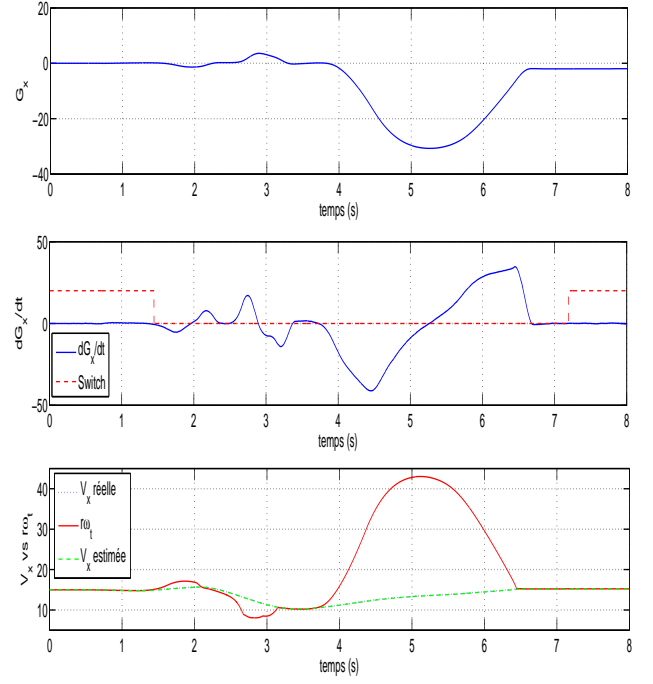 20
0
−20
−40
G_x
0 1 2 3 4 5 6 7 8
temps (s)
50
0
−50
dG_x/dt
dG_x/dt
Switch
0 1 2 3 4 5 6 7 8
temps (s)
40
30
20
10
V_x vs rω_t
V_x réelle
rω_t
V_x estimée
0 1 2 3 4 5 6 7 8
temps (s)